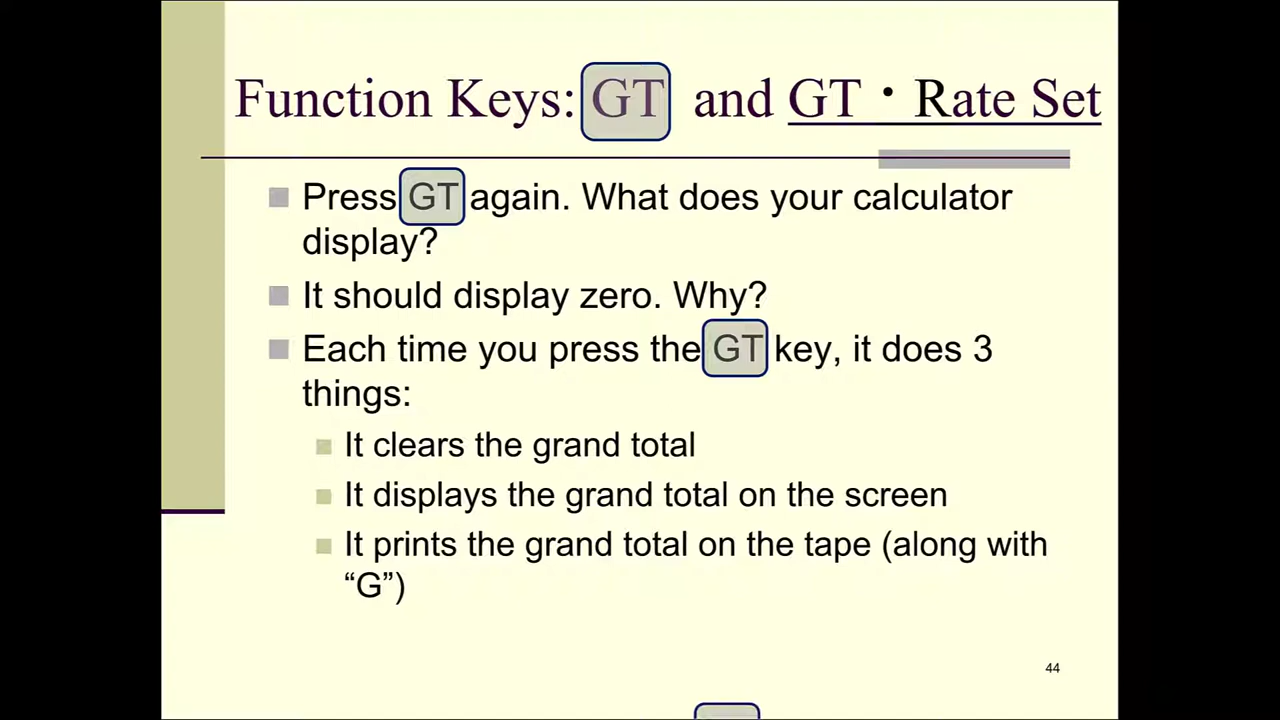 Function Keys: GT and GT · Rate Set
Press GT again. What does your calculator
display?
It should display zero. Why?
Each time you press the GT key, it does 3
things:
It clears the grand total
It displays the grand total on the screen
It prints the grand total on the tape (along with
“G”)
44